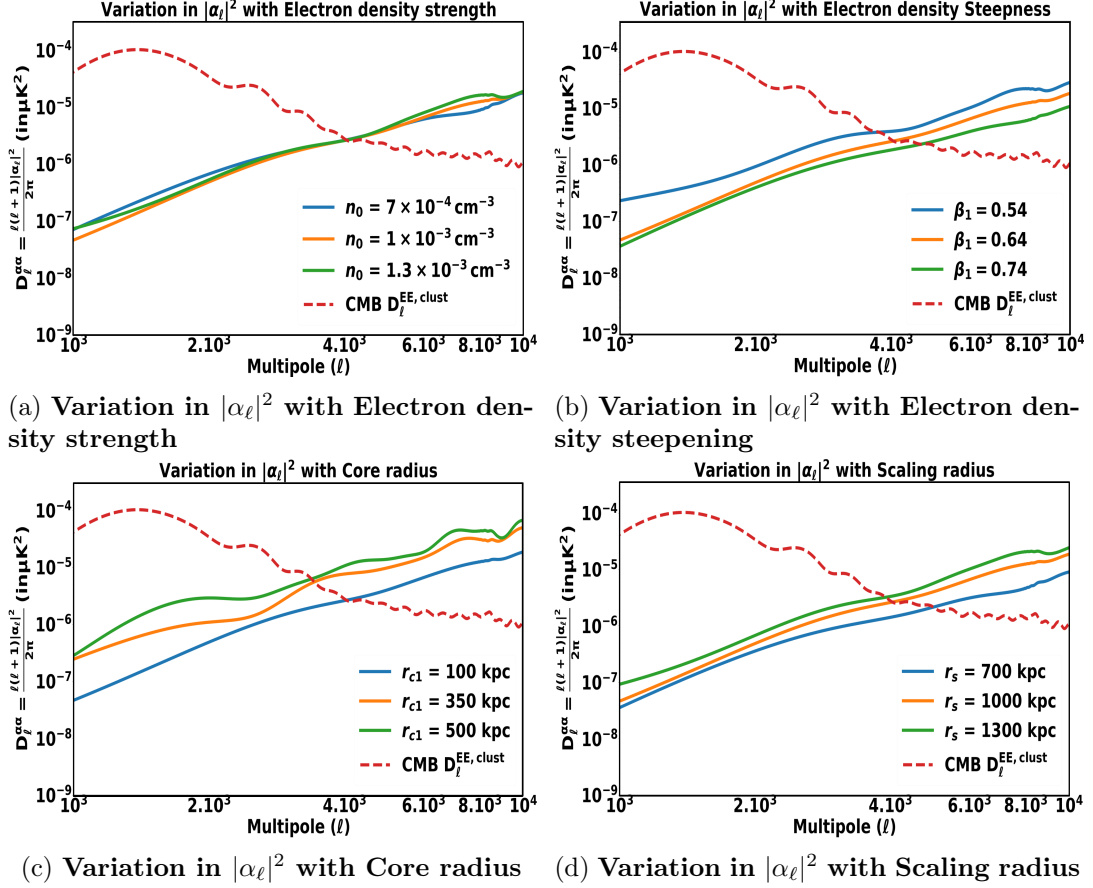 Variation in |αℓ|² with Electron density strength
Variation in |αℓ|² with Electron density Steepness
D_ℓ^αα = ℓ(ℓ + 1)|αℓ|² / 2π (inμK²)
10⁻⁴
10⁻⁵
10⁻⁶
10⁻⁷
10⁻⁸
10⁻⁹
n₀ = 7 × 10⁻⁴ cm⁻³
n₀ = 1 × 10⁻³ cm⁻³
n₀ = 1.3 × 10⁻³ cm⁻³
CMB D_ℓ^EE, clust
10³ 2.10³ 4.10³ 6.10³ 8.10³ 10⁴
Multipole (ℓ)
D_ℓ^αα = ℓ(ℓ + 1)|αℓ|² / 2π (inμK²)
10⁻⁴
10⁻⁵
10⁻⁶
10⁻⁷
10⁻⁸
10⁻⁹
β₁ = 0.54
β₁ = 0.64
β₁ = 0.74
CMB D_ℓ^EE, clust
10³ 2.10³ 4.10³ 6.10³ 8.10³ 10⁴
Multipole (ℓ)
(a) Variation in |αℓ|² with Electron den-
sity strength
(b) Variation in |αℓ|² with Electron den-
sity steepening
Variation in |αℓ|² with Core radius
Variation in |αℓ|² with Scaling radius
D_ℓ^αα = ℓ(ℓ + 1)|αℓ|² / 2π (inμK²)
10⁻⁴
10⁻⁵
10⁻⁶
10⁻⁷
10⁻⁸
10⁻⁹
r_c1 = 100 kpc
r_c1 = 350 kpc
r_c1 = 500 kpc
CMB D_ℓ^EE, clust
10³ 2.10³ 4.10³ 6.10³ 8.10³ 10⁴
Multipole (ℓ)
D_ℓ^αα = ℓ(ℓ + 1)|αℓ|² / 2π (inμK²)
10⁻⁴
10⁻⁵
10⁻⁶
10⁻⁷
10⁻⁸
10⁻⁹
r_s = 700 kpc
r_s = 1000 kpc
r_s = 1300 kpc
CMB D_ℓ^EE, clust
10³ 2.10³ 4.10³ 6.10³ 8.10³ 10⁴
Multipole (ℓ)
(c) Variation in |αℓ|² with Core radius
(d) Variation in |αℓ|² with Scaling radius